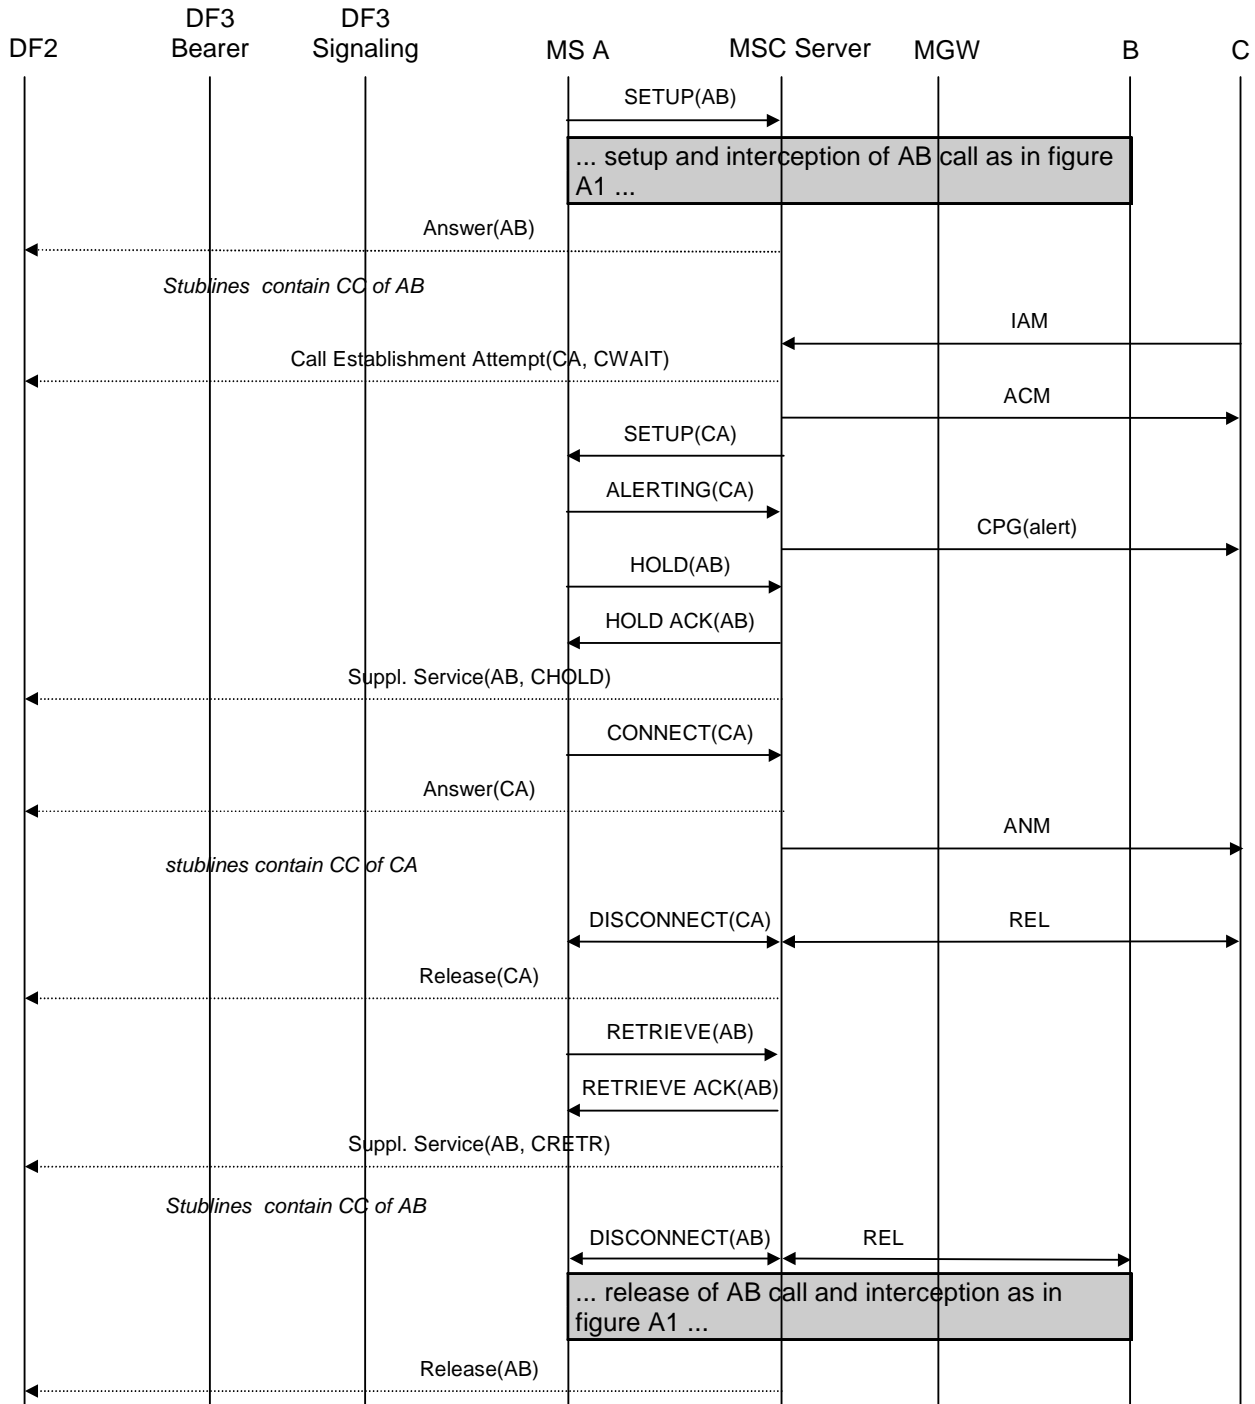 DF3 DF3
DF2 Bearer Signaling MS A MSC Server MGW B C
SETUP(AB)
... setup and interception of AB call as in figure
A1 ...
Answer(AB)
Stublines contain CC of AB
IAM
Call Establishment Attempt(CA, CWAIT)
ACM
SETUP(CA)
ALERTING(CA)
CPG(alert)
HOLD(AB)
HOLD ACK(AB)
Suppl. Service(AB, CHOLD)
CONNECT(CA)
Answer(CA)
ANM
stublines contain CC of CA
DISCONNECT(CA) REL
Release(CA)
RETRIEVE(AB)
RETRIEVE ACK(AB)
Suppl. Service(AB, CRETR)
Stublines contain CC of AB
DISCONNECT(AB) REL
... release of AB call and interception as in
figure A1 ...
Release(AB)